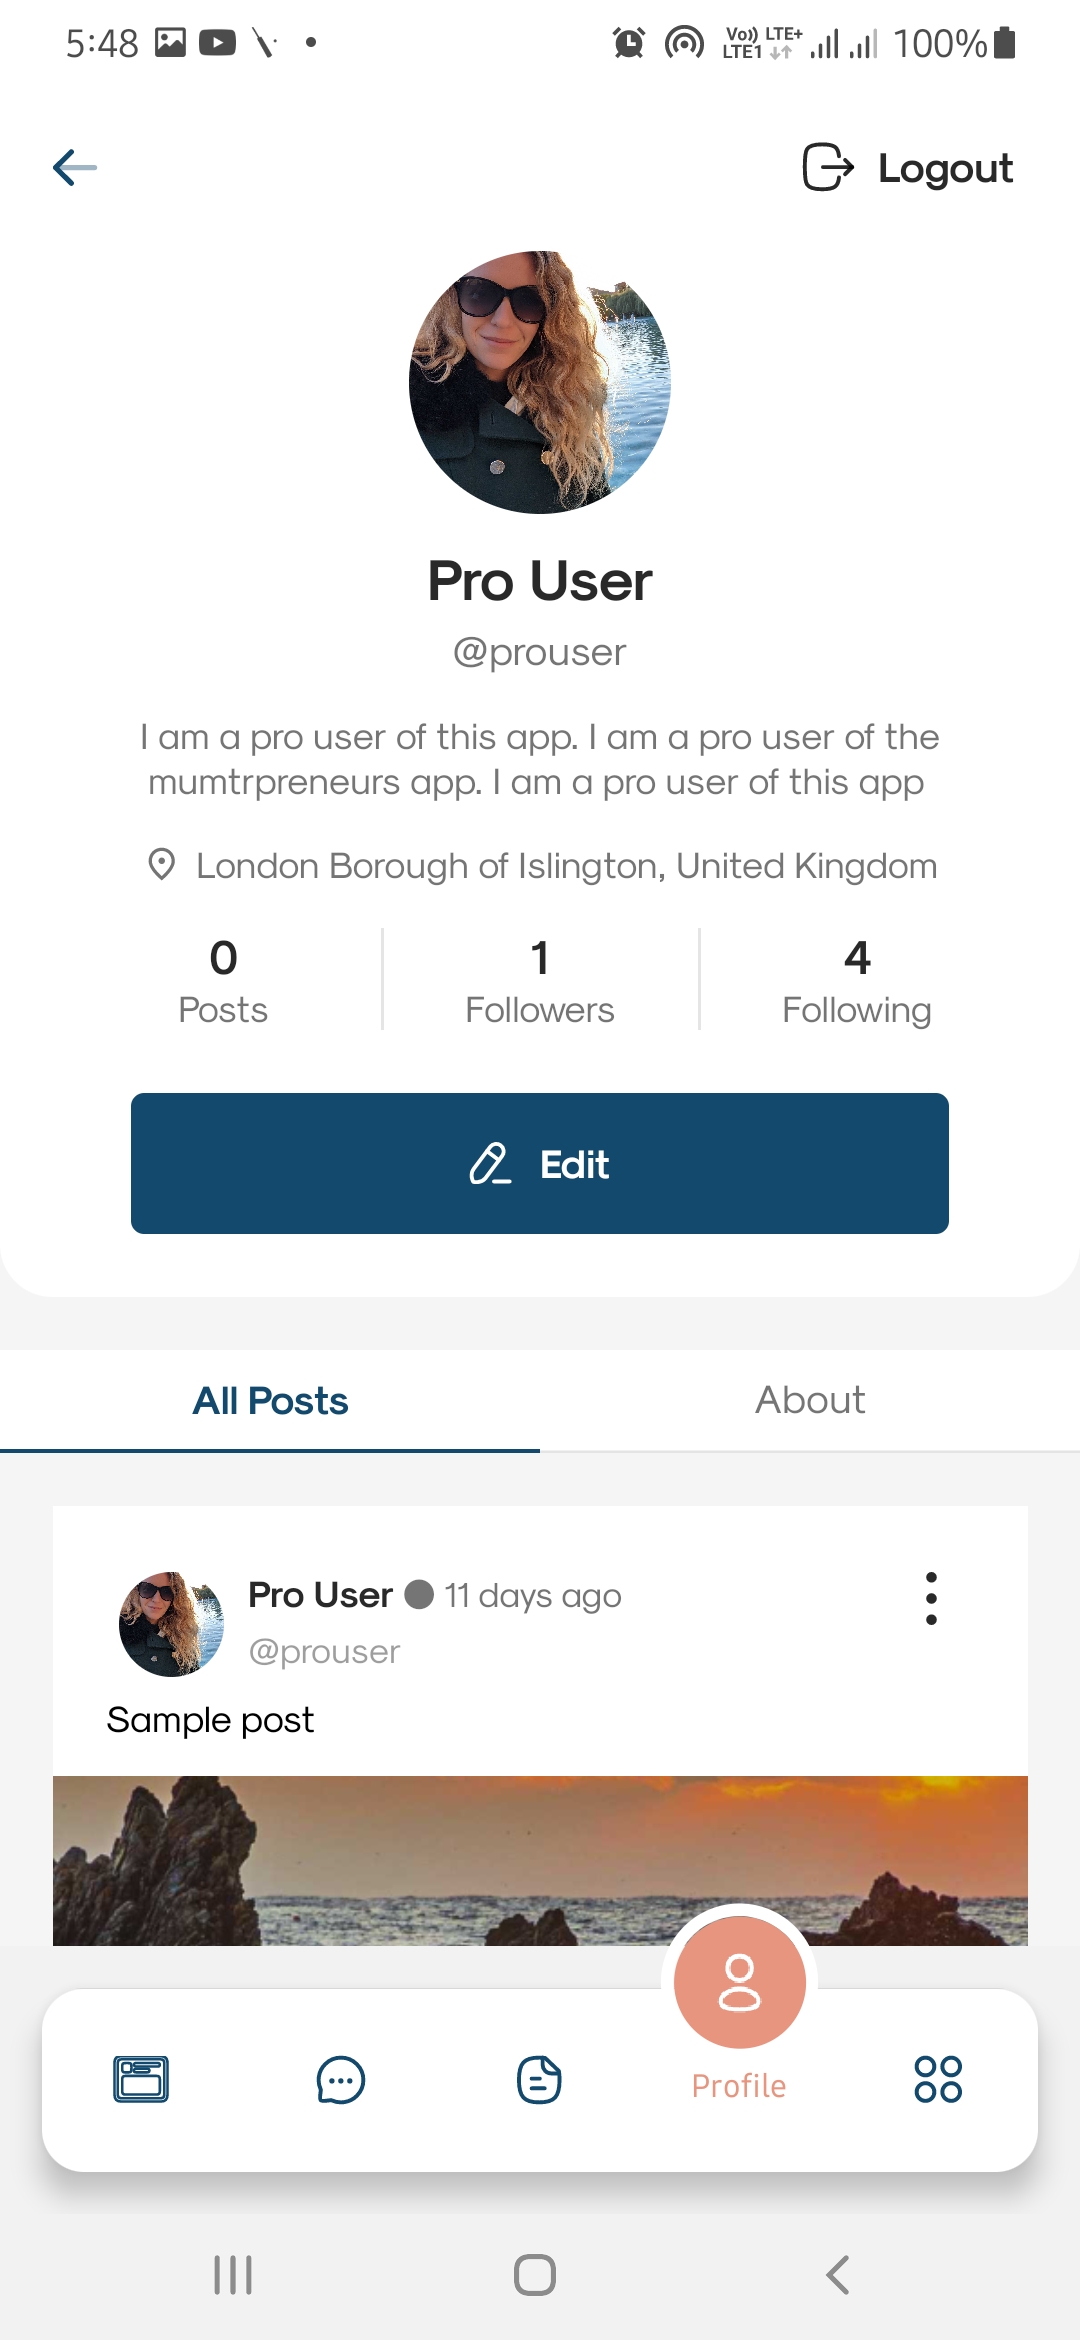 5:48
Vo)) LTE+
LTE1
100%
Logout
Pro User
@prouser
I am a pro user of this app. I am a pro user of the
mumtrpreneurs app. I am a pro user of this app
London Borough of Islington, United Kingdom
0 1 4
Posts Followers Following
Edit
All Posts About
Pro User 11 days ago
@prouser
Sample post
Profile